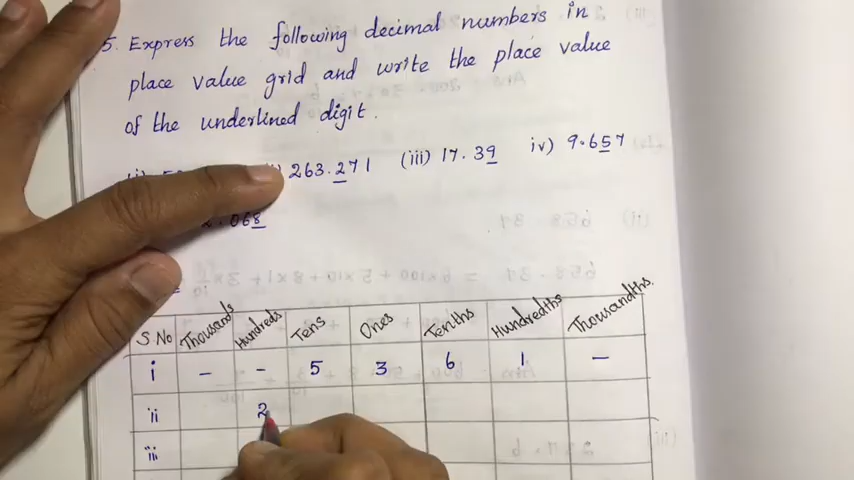 5. Express the following decimal numbers in
place value grid and write the place value
of the underlined digit.
263.271 (iii) 17.39 iv) 9.657
.068
S No Thousands Hundreds Tens Ones Tenths Hundredths Thousandths.
i - - 5 3 6 1 -
ii 2
iii